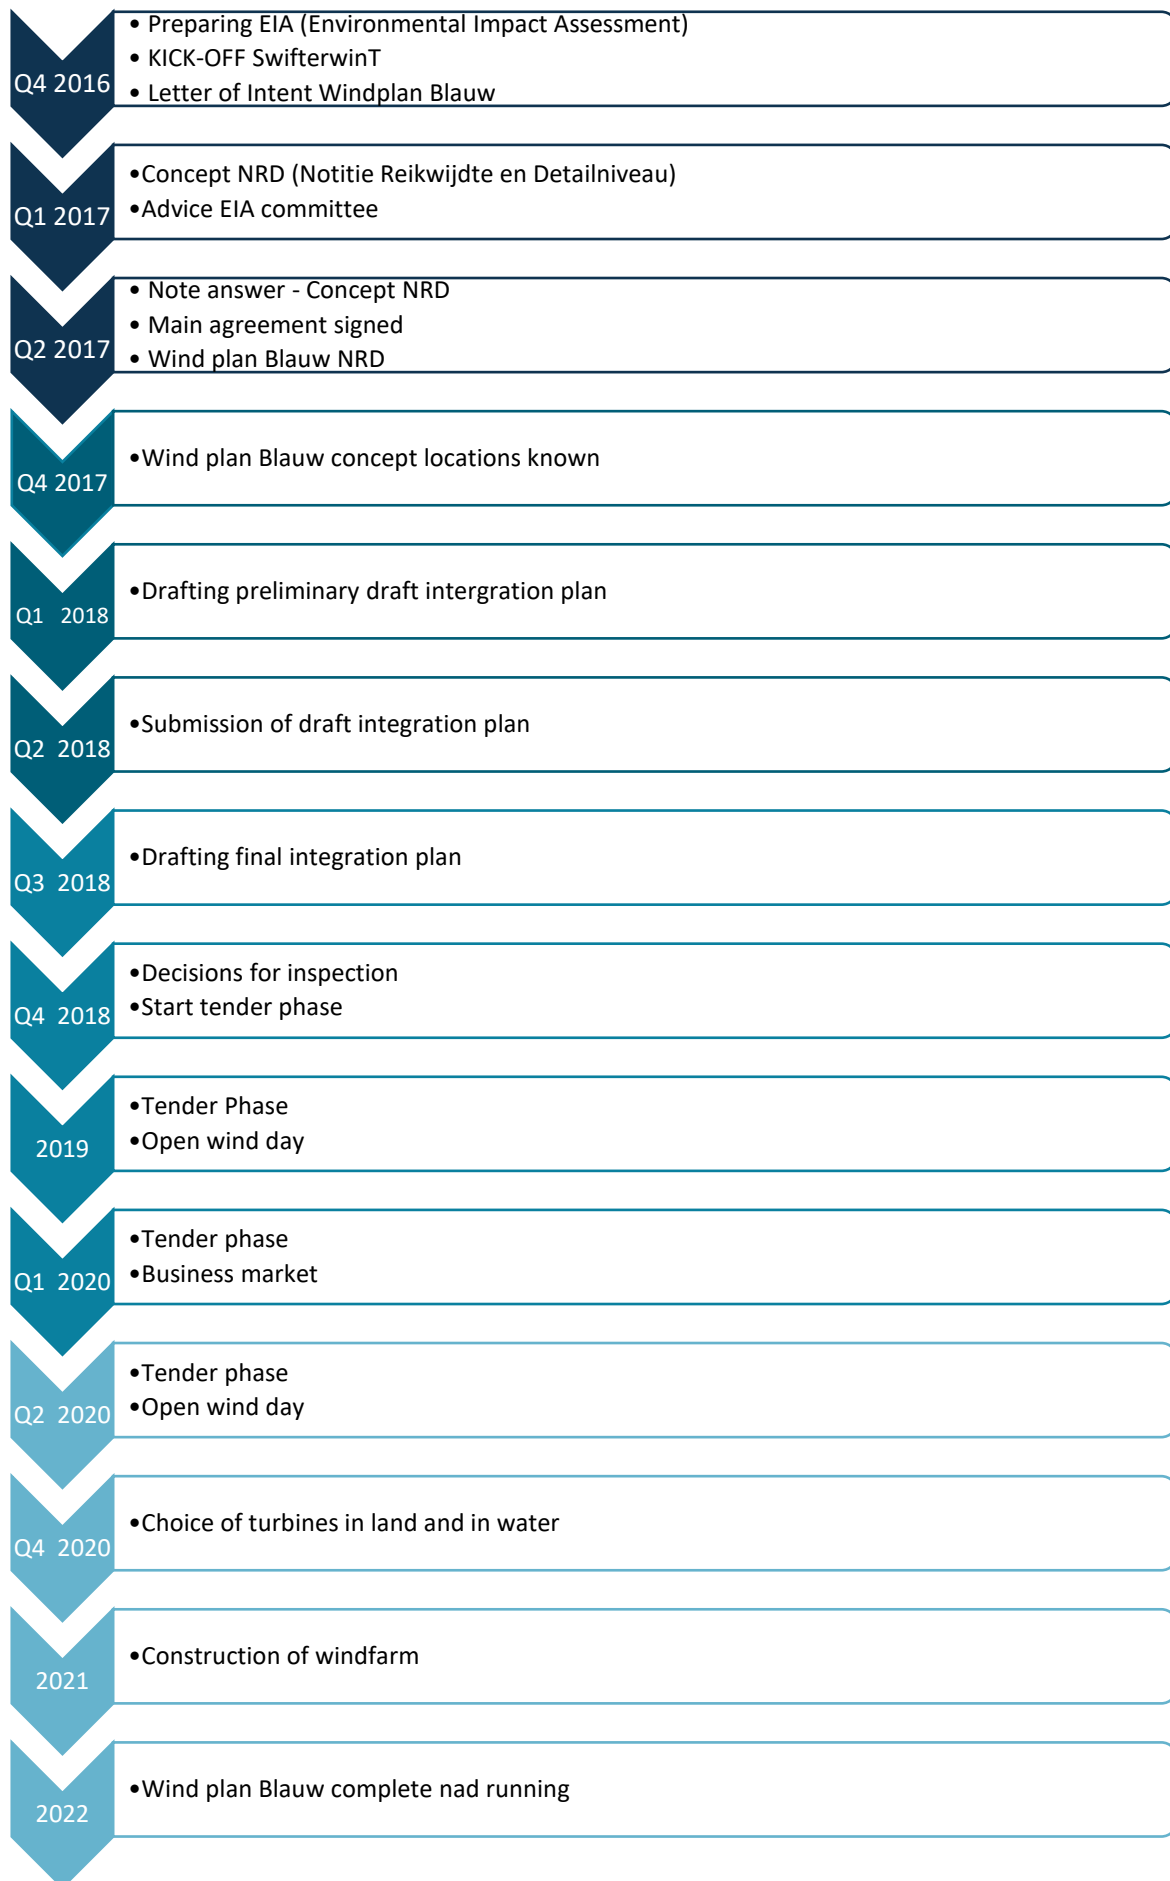 Q4 2016
• Preparing EIA (Environmental Impact Assessment)
• KICK-OFF SwifterwinT
• Letter of Intent Windplan Blauw
Q1 2017
•Concept NRD (Notitie Reikwijdte en Detailniveau)
•Advice EIA committee
Q2 2017
• Note answer - Concept NRD
• Main agreement signed
• Wind plan Blauw NRD
Q4 2017
•Wind plan Blauw concept locations known
Q1 2018
•Drafting preliminary draft intergration plan
Q2 2018
•Submission of draft integration plan
Q3 2018
•Drafting final integration plan
Q4 2018
•Decisions for inspection
•Start tender phase
2019
•Tender Phase
•Open wind day
Q1 2020
•Tender phase
•Business market
Q2 2020
•Tender phase
•Open wind day
Q4 2020
•Choice of turbines in land and in water
2021
•Construction of windfarm
2022
•Wind plan Blauw complete nad running